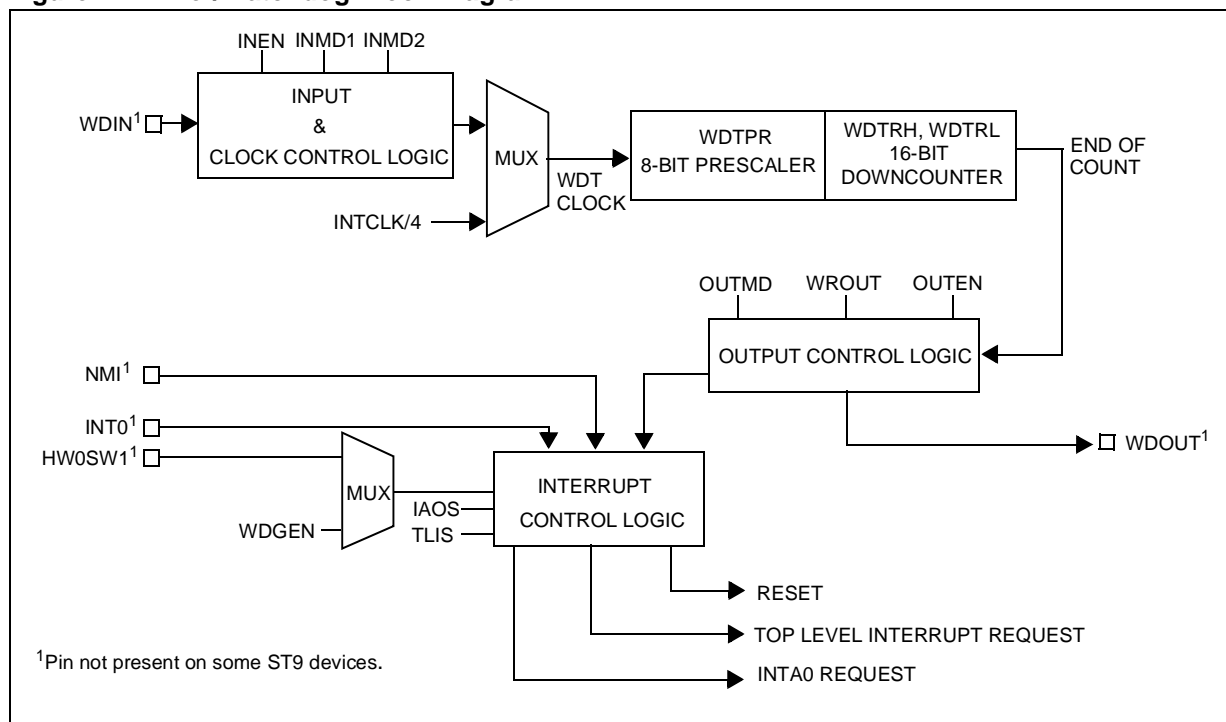 INEN INMD1 INMD2
INPUT
&
CLOCK CONTROL LOGIC
WDIN¹
MUX
INTCLK/4
WDT
CLOCK
WDTPR
8-BIT PRESCALER
WDTRH, WDTRL
16-BIT
DOWNCOUNTER
END OF
COUNT
OUTMD WROUT OUTEN
OUTPUT CONTROL LOGIC
NMI¹
INT0¹
HW0SW1¹
MUX
WDGEN
IAOS
TLIS
INTERRUPT
CONTROL LOGIC
WDOUT¹
RESET
TOP LEVEL INTERRUPT REQUEST
INTA0 REQUEST
¹Pin not present on some ST9 devices.